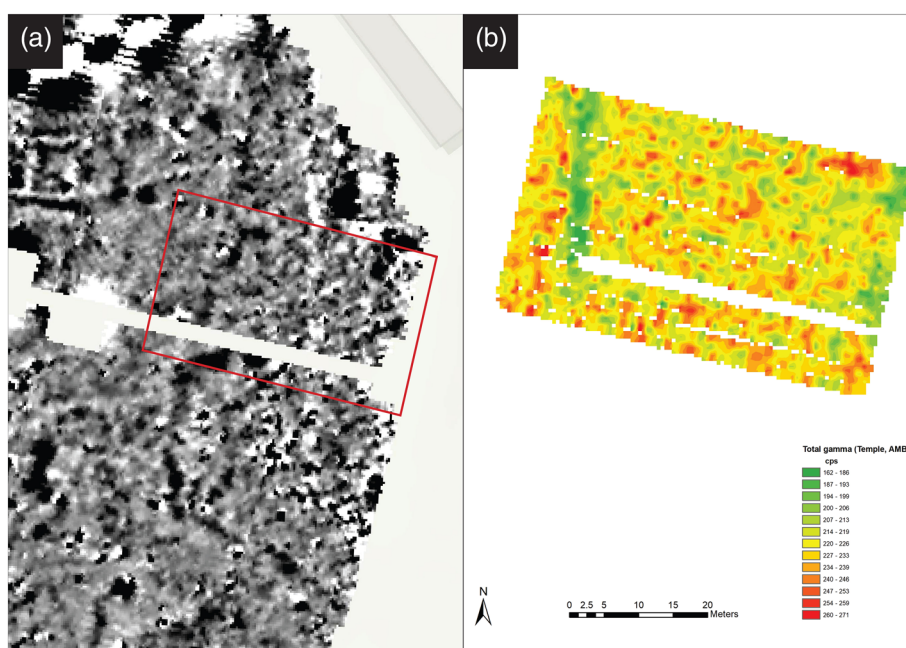 (a)
(b)
Total gamma (Temple, AMB
cps
162 - 186
187 - 193
194 - 199
200 - 206
207 - 213
214 - 219
220 - 226
227 - 233
234 - 239
240 - 246
247 - 253
254 - 259
260 - 271
N
0 2.5 5 10 15 20
Meters